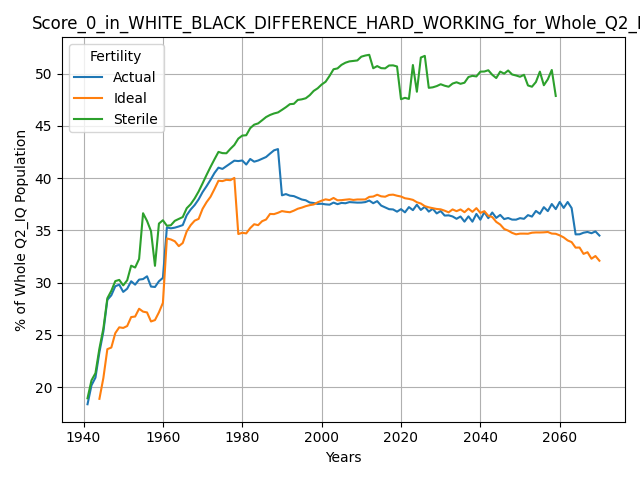 Score_0_in_WHITE_BLACK_DIFFERENCE_HARD_WORKING_for_Whole_Q2_I
Fertility
Actual
Ideal
Sterile
% of Whole Q2_IQ Population
50
45
40
35
30
25
20
1940 1960 1980 2000 2020 2040 2060
Years